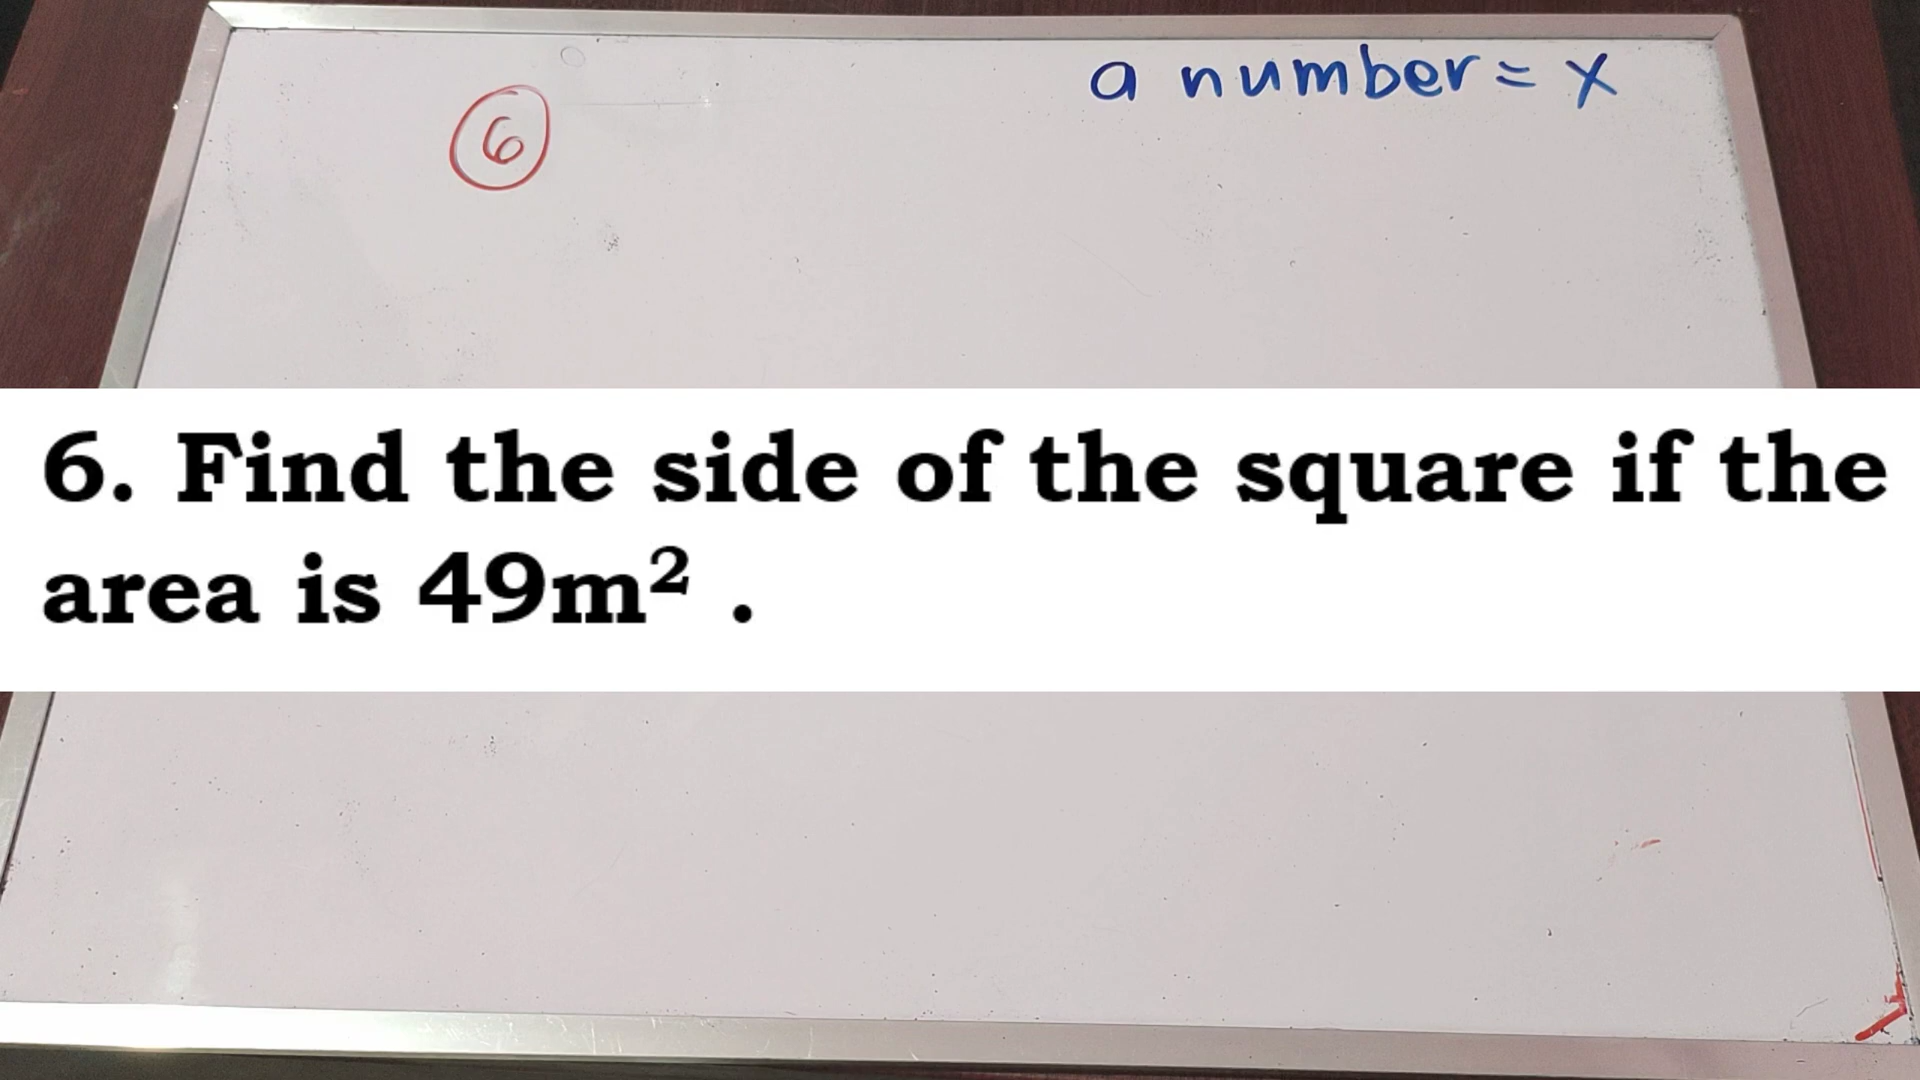 a number = x
6
6. Find the side of the square if the
area is 49m² .